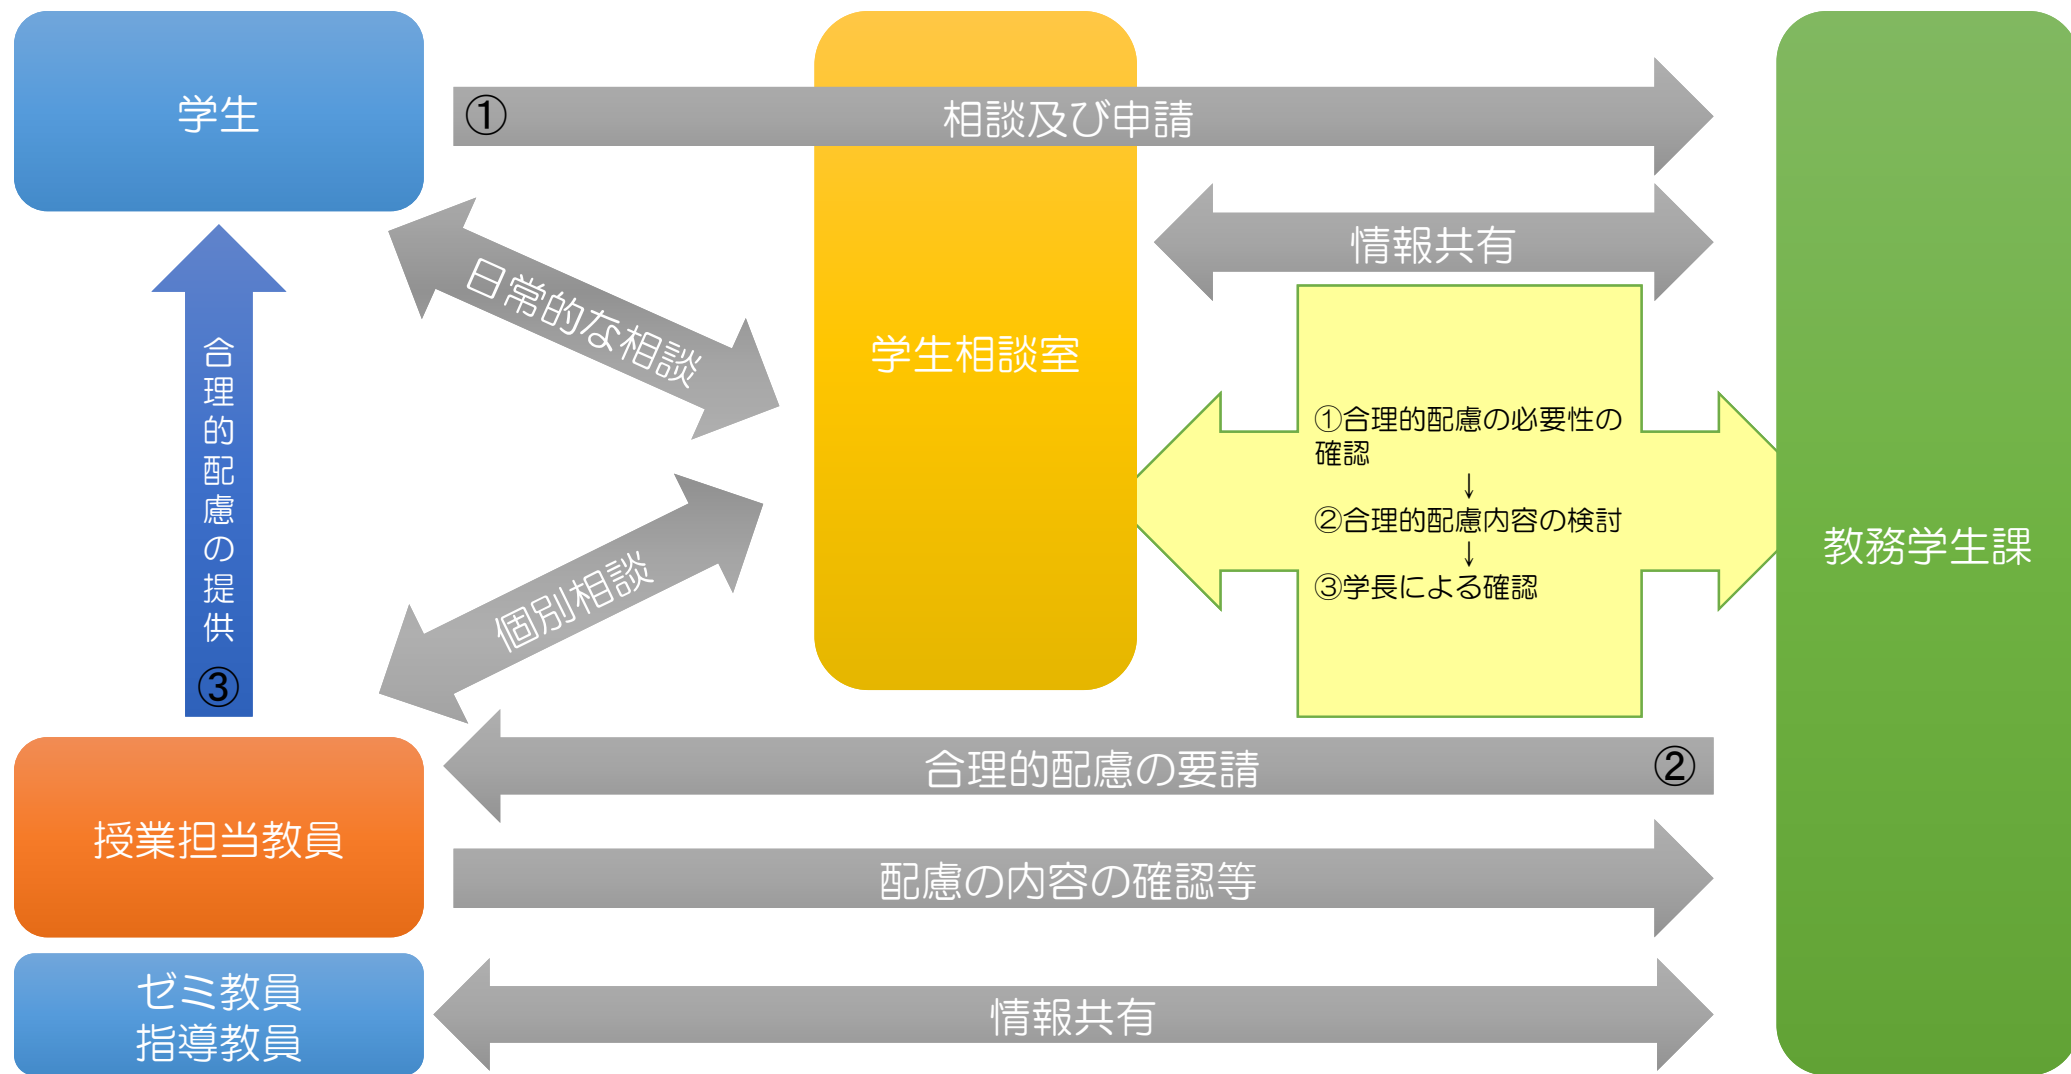 学生
① 相談及び申請
情報共有
日常的な相談
学生相談室
①合理的配慮の必要性の
確認
↓
②合理的配慮内容の検討
↓
③学長による確認
教務学生課
合理的配慮の提供
③
個別相談
合理的配慮の要請 ②
授業担当教員
配慮の内容の確認等
ゼミ教員
指導教員
情報共有